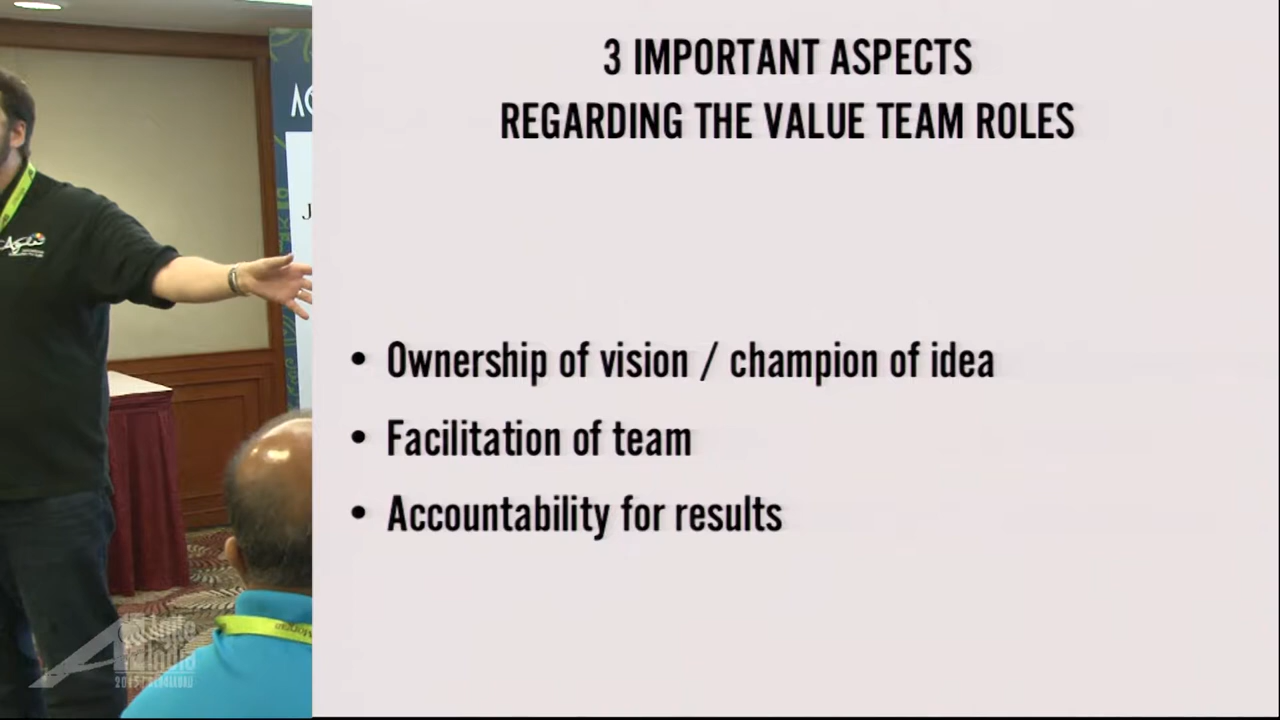 3 IMPORTANT ASPECTS
REGARDING THE VALUE TEAM ROLES
• Ownership of vision / champion of idea
• Facilitation of team
• Accountability for results